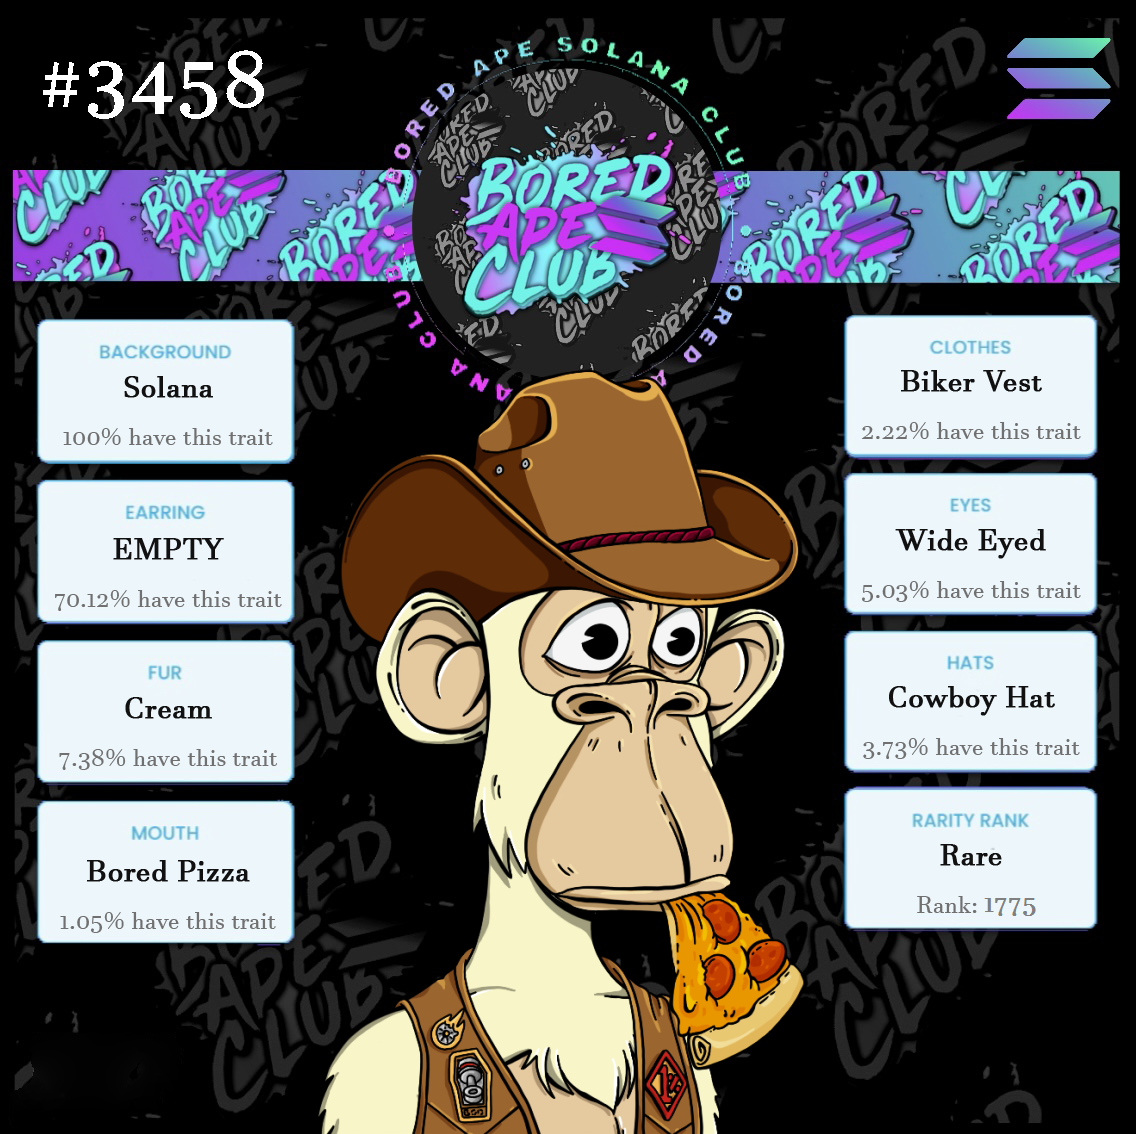 #3458
BORED APE SOLANA CLUB
BORED
APE
CLUB
BACKGROUND
Solana
100% have this trait
EARRING
EMPTY
70.12% have this trait
FUR
Cream
7.38% have this trait
MOUTH
Bored Pizza
1.05% have this trait
CLOTHES
Biker Vest
2.22% have this trait
EYES
Wide Eyed
5.03% have this trait
HATS
Cowboy Hat
3.73% have this trait
RARITY RANK
Rare
Rank: 1775